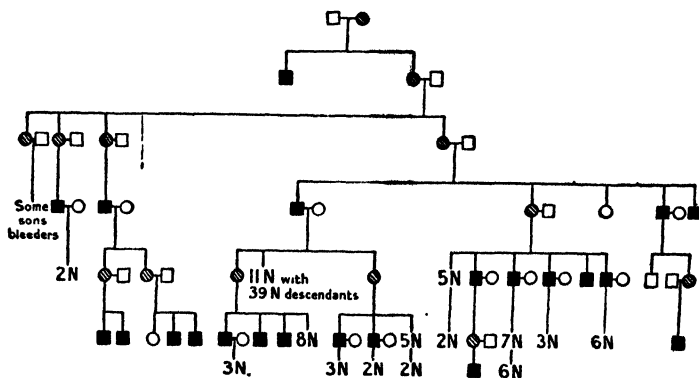 Some
sons
bleeders
2N
11N with
39N descendants
5N
8N
5N
2N
7N
3N
6N
3N.
3N
2N
2N
6N